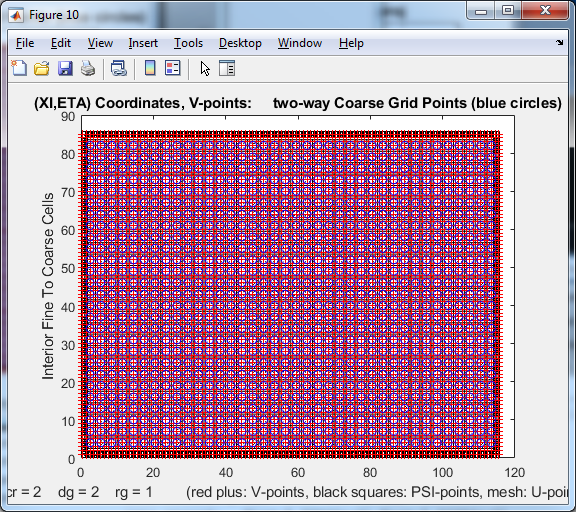 Figure 10
File Edit View Insert Tools Desktop Window Help
(XI,ETA) Coordinates, V-points: two-way Coarse Grid Points (blue circles)
90
80
70
60
50
40
30
20
10
0
Interior Fine To Coarse Cells
0 20 40 60 80 100 120
cr = 2 dg = 2 rg = 1 (red plus: V-points, black squares: PSI-points, mesh: U-poin